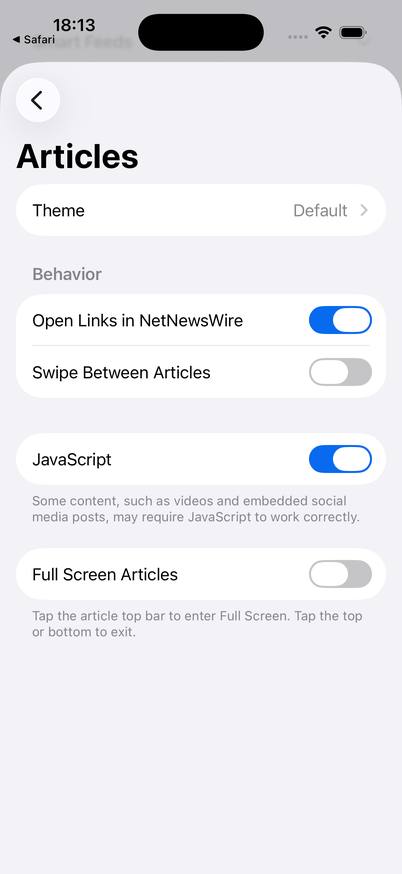 18:13
◀ Safari
Articles
Theme
Default
Behavior
Open Links in NetNewsWire
Swipe Between Articles
JavaScript
Some content, such as videos and embedded social
media posts, may require JavaScript to work correctly.
Full Screen Articles
Tap the article top bar to enter Full Screen. Tap the top
or bottom to exit.